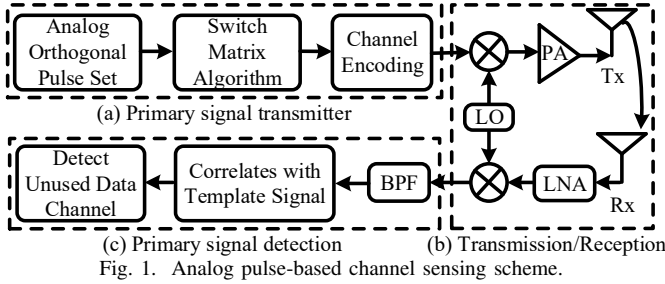 Analog
Orthogonal
Pulse Set
Switch
Matrix
Algorithm
Channel
Encoding
PA
Tx
(a) Primary signal transmitter
LO
Detect
Unused Data
Channel
Correlates with
Template Signal
BPF
LNA
Rx
(c) Primary signal detection
(b) Transmission/Reception
Fig. 1. Analog pulse-based channel sensing scheme.